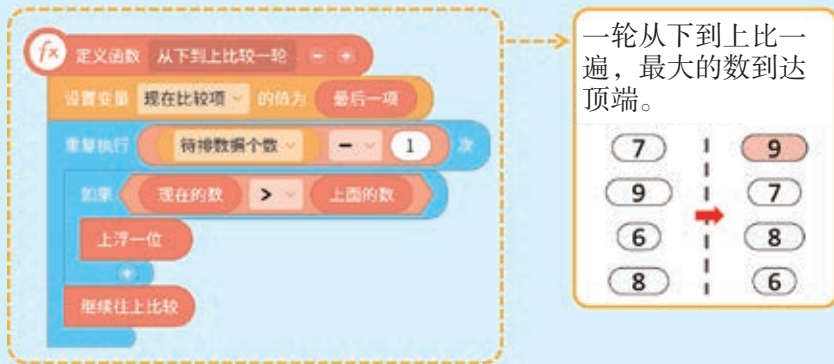 fx 定义函数 从下到上比较一轮 - +
设置变量 现在比较项 的值为 最后一项
重复执行 待排数据个数 - 1 次
如果 现在的数 > 上面的数
上浮一位
+
继续往上比较
一轮从下到上比一
遍，最大的数到达
顶端。
7 9
9 7
6 8
8 6